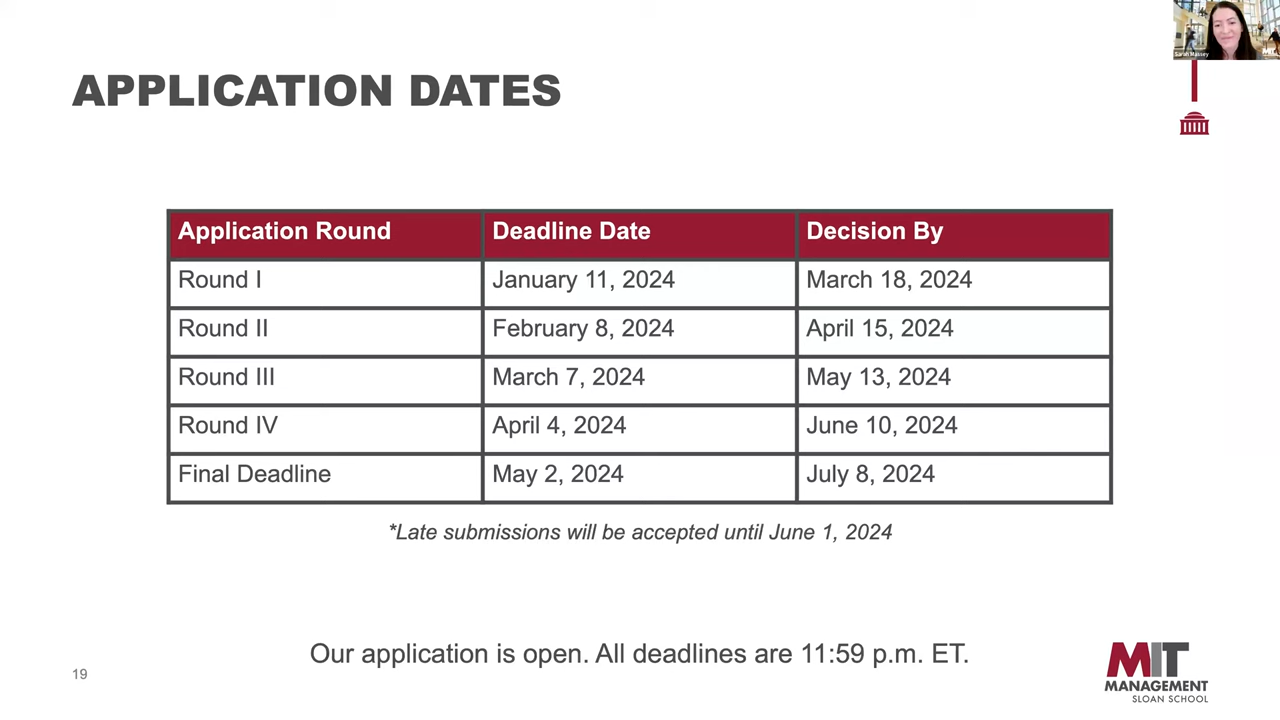 Sarah Massey
MIT
APPLICATION DATES
Application Round Deadline Date Decision By
Round I January 11, 2024 March 18, 2024
Round II February 8, 2024 April 15, 2024
Round III March 7, 2024 May 13, 2024
Round IV April 4, 2024 June 10, 2024
Final Deadline May 2, 2024 July 8, 2024
*Late submissions will be accepted until June 1, 2024
Our application is open. All deadlines are 11:59 p.m. ET.
19
MIT
MANAGEMENT
SLOAN SCHOOL